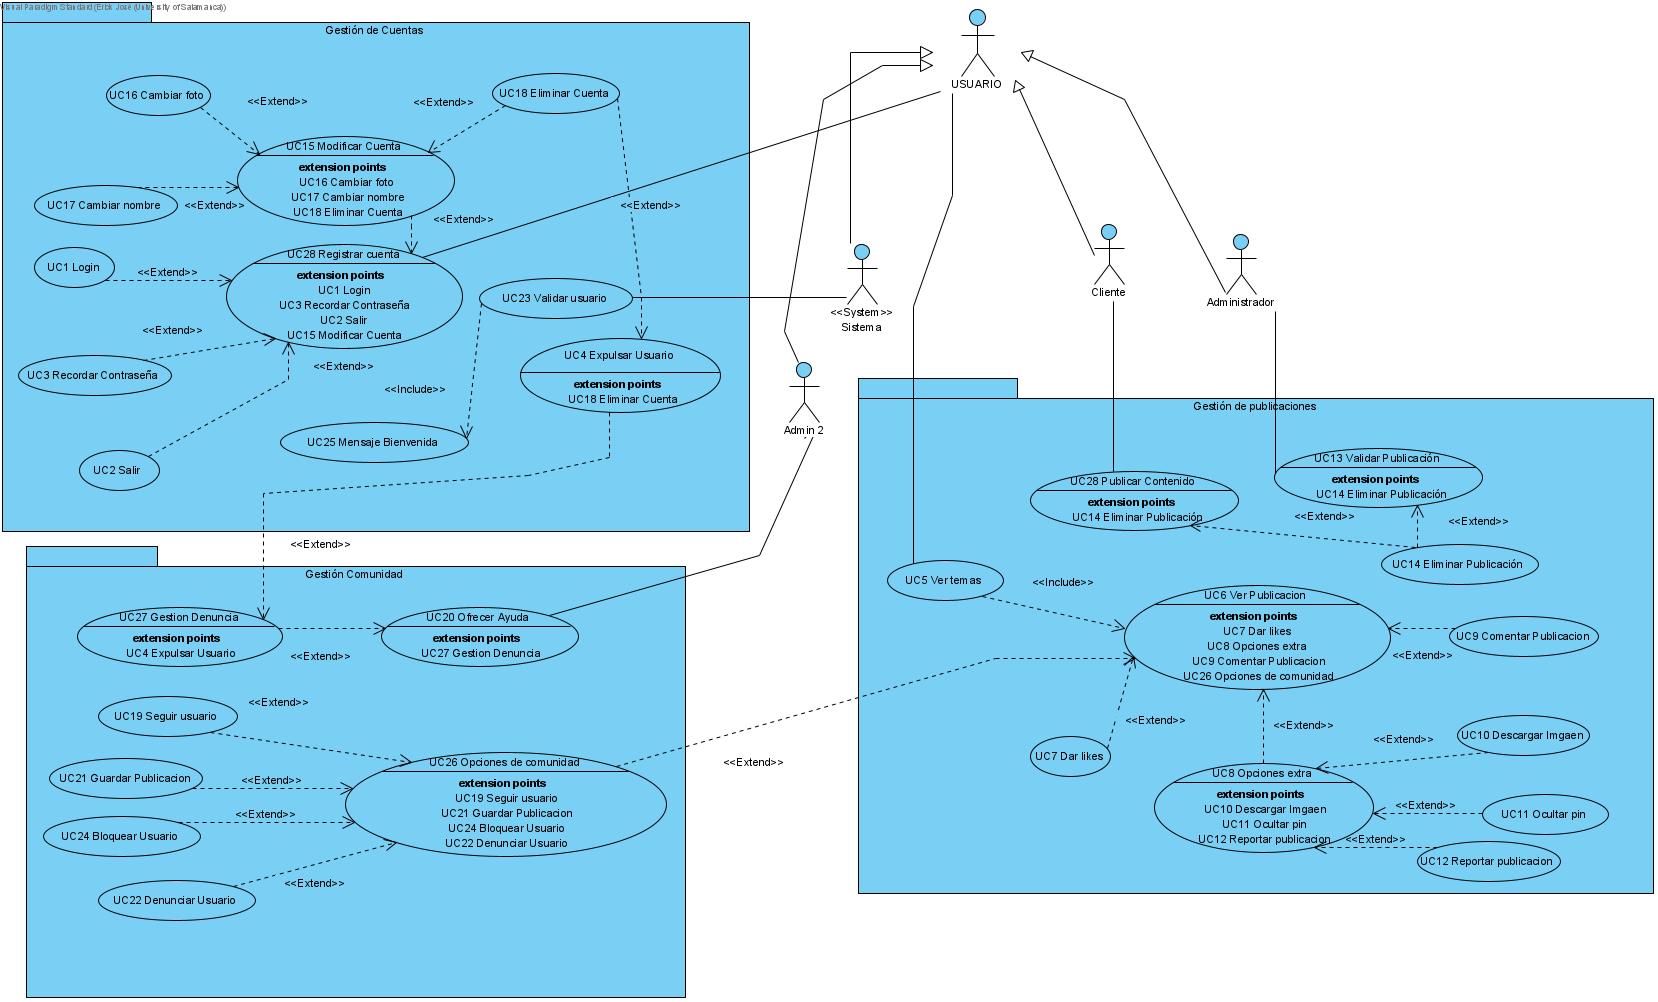 Visual Paradigm Standard (Erick José (University of Salamanca))
Gestión de Cuentas
UC16 Cambiar foto
<<Extend>>
<<Extend>>
UC18 Eliminar Cuenta
UC15 Modificar Cuenta
extension points
UC16 Cambiar foto
UC17 Cambiar nombre
UC18 Eliminar Cuenta
UC17 Cambiar nombre
<<Extend>>
<<Extend>>
<<Extend>>
UC28 Registrar cuenta
extension points
UC1 Login
UC3 Recordar Contraseña
UC2 Salir
UC15 Modificar Cuenta
UC1 Login
<<Extend>>
UC23 Validar usuario
<<Extend>>
UC3 Recordar Contraseña
<<Extend>>
<<Include>>
UC4 Expulsar Usuario
extension points
UC18 Eliminar Cuenta
UC25 Mensaje Bienvenida
UC2 Salir
USUARIO
<<System>>
Sistema
Cliente
Administrador
Admin 2
<<Extend>>
Gestión Comunidad
UC27 Gestion Denuncia
extension points
UC4 Expulsar Usuario
<<Extend>>
UC20 Ofrecer Ayuda
extension points
UC27 Gestion Denuncia
UC19 Seguir usuario
<<Extend>>
UC21 Guardar Publicacion
<<Extend>>
UC24 Bloquear Usuario
<<Extend>>
UC26 Opciones de comunidad
extension points
UC19 Seguir usuario
UC21 Guardar Publicacion
UC24 Bloquear Usuario
UC22 Denunciar Usuario
UC22 Denunciar Usuario
<<Extend>>
<<Extend>>
Gestión de publicaciones
UC28 Publicar Contenido
extension points
UC14 Eliminar Publicación
UC13 Validar Publicación
extension points
UC14 Eliminar Publicación
<<Extend>>
<<Extend>>
UC14 Eliminar Publicación
UC5 Ver temas
<<Include>>
UC6 Ver Publicacion
extension points
UC7 Dar likes
UC8 Opciones extra
UC9 Comentar Publicacion
UC26 Opciones de comunidad
UC9 Comentar Publicacion
<<Extend>>
<<Extend>>
<<Extend>>
UC7 Dar likes
UC10 Descargar Imgaen
<<Extend>>
UC8 Opciones extra
extension points
UC10 Descargar Imgaen
UC11 Ocultar pin
UC12 Reportar publicacion
<<Extend>>
UC11 Ocultar pin
<<Extend>>
UC12 Reportar publicacion